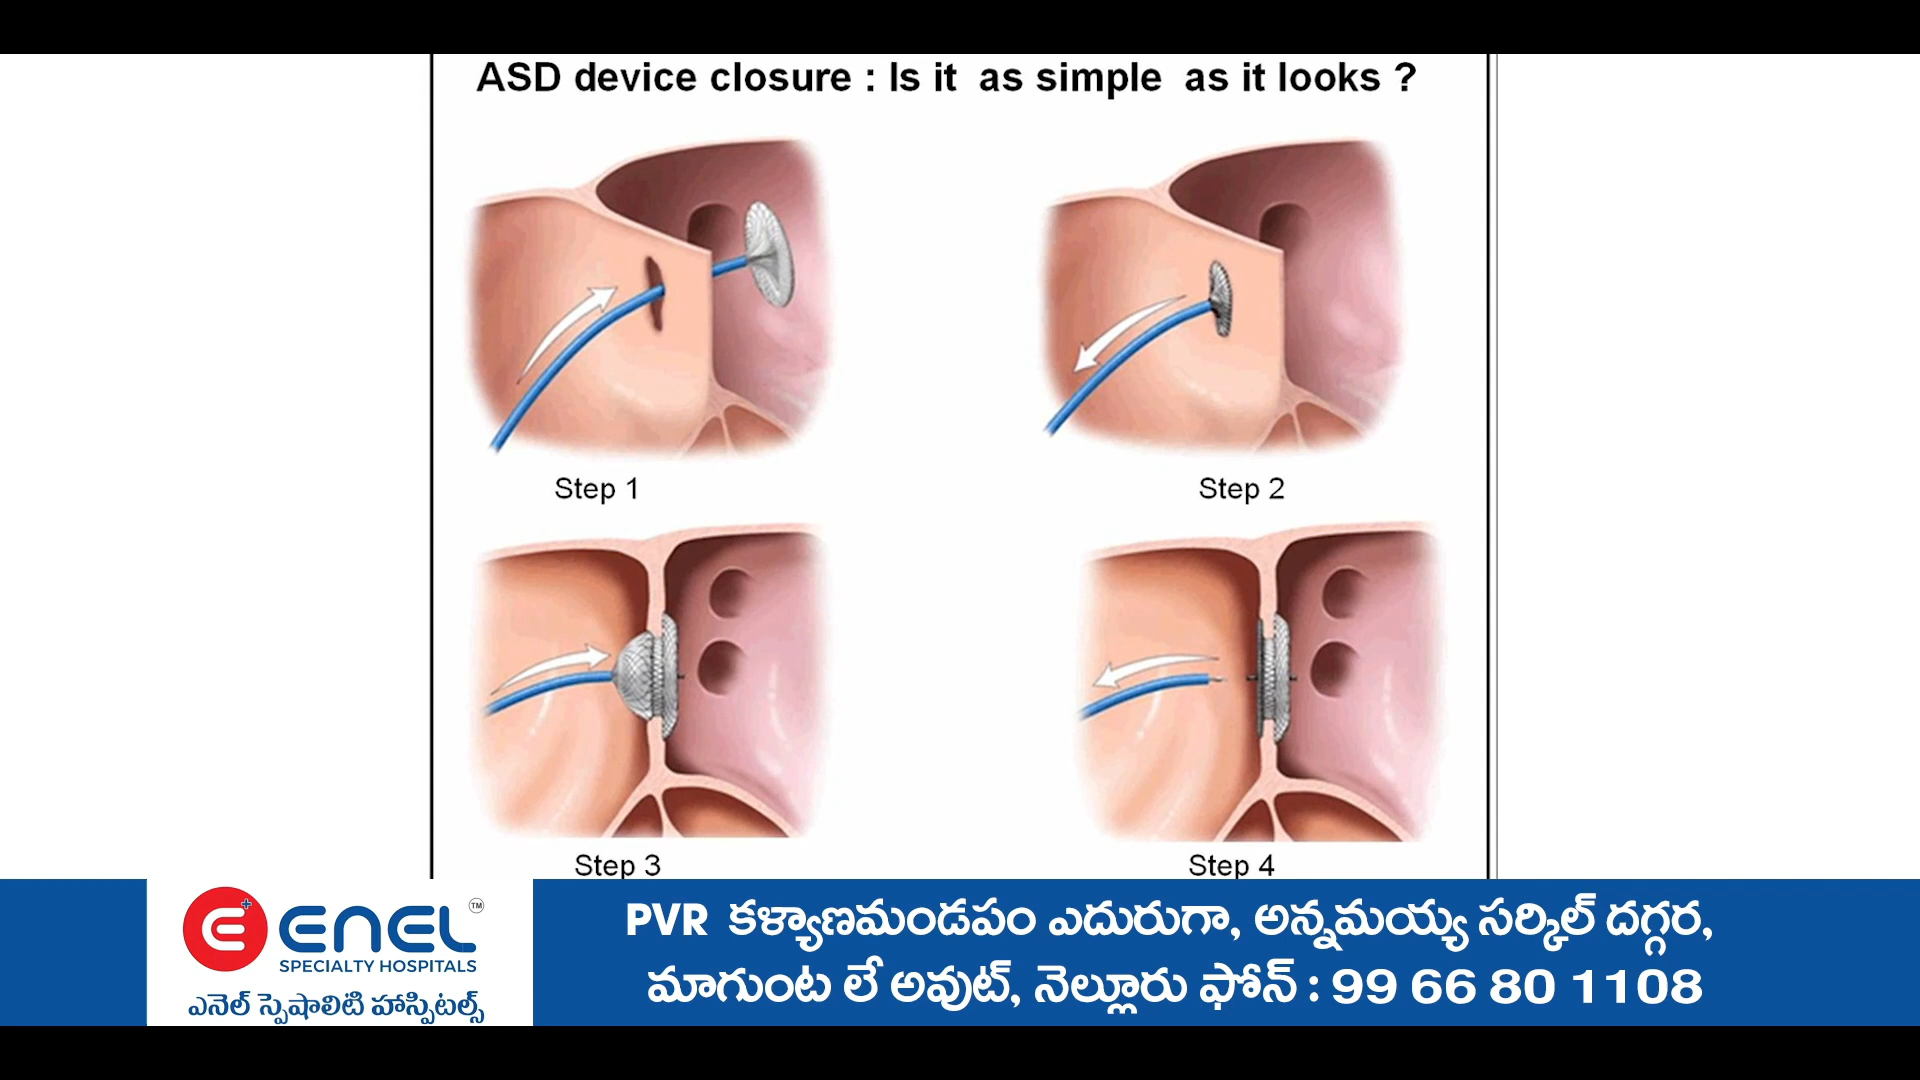 ASD device closure : Is it as simple as it looks ?
Step 1
Step 2
Step 3
Step 4
ENEL TM
SPECIALTY HOSPITALS
ఎనెల్ స్పెషాలిటి హాస్పిటల్స్
PVR కళ్యాణమండపం ఎదురుగా, అన్నమయ్య సర్కిల్ దగ్గర,
మాగుంట లే అవుట్, నెల్లూరు ఫోన్ : 99 66 80 1108